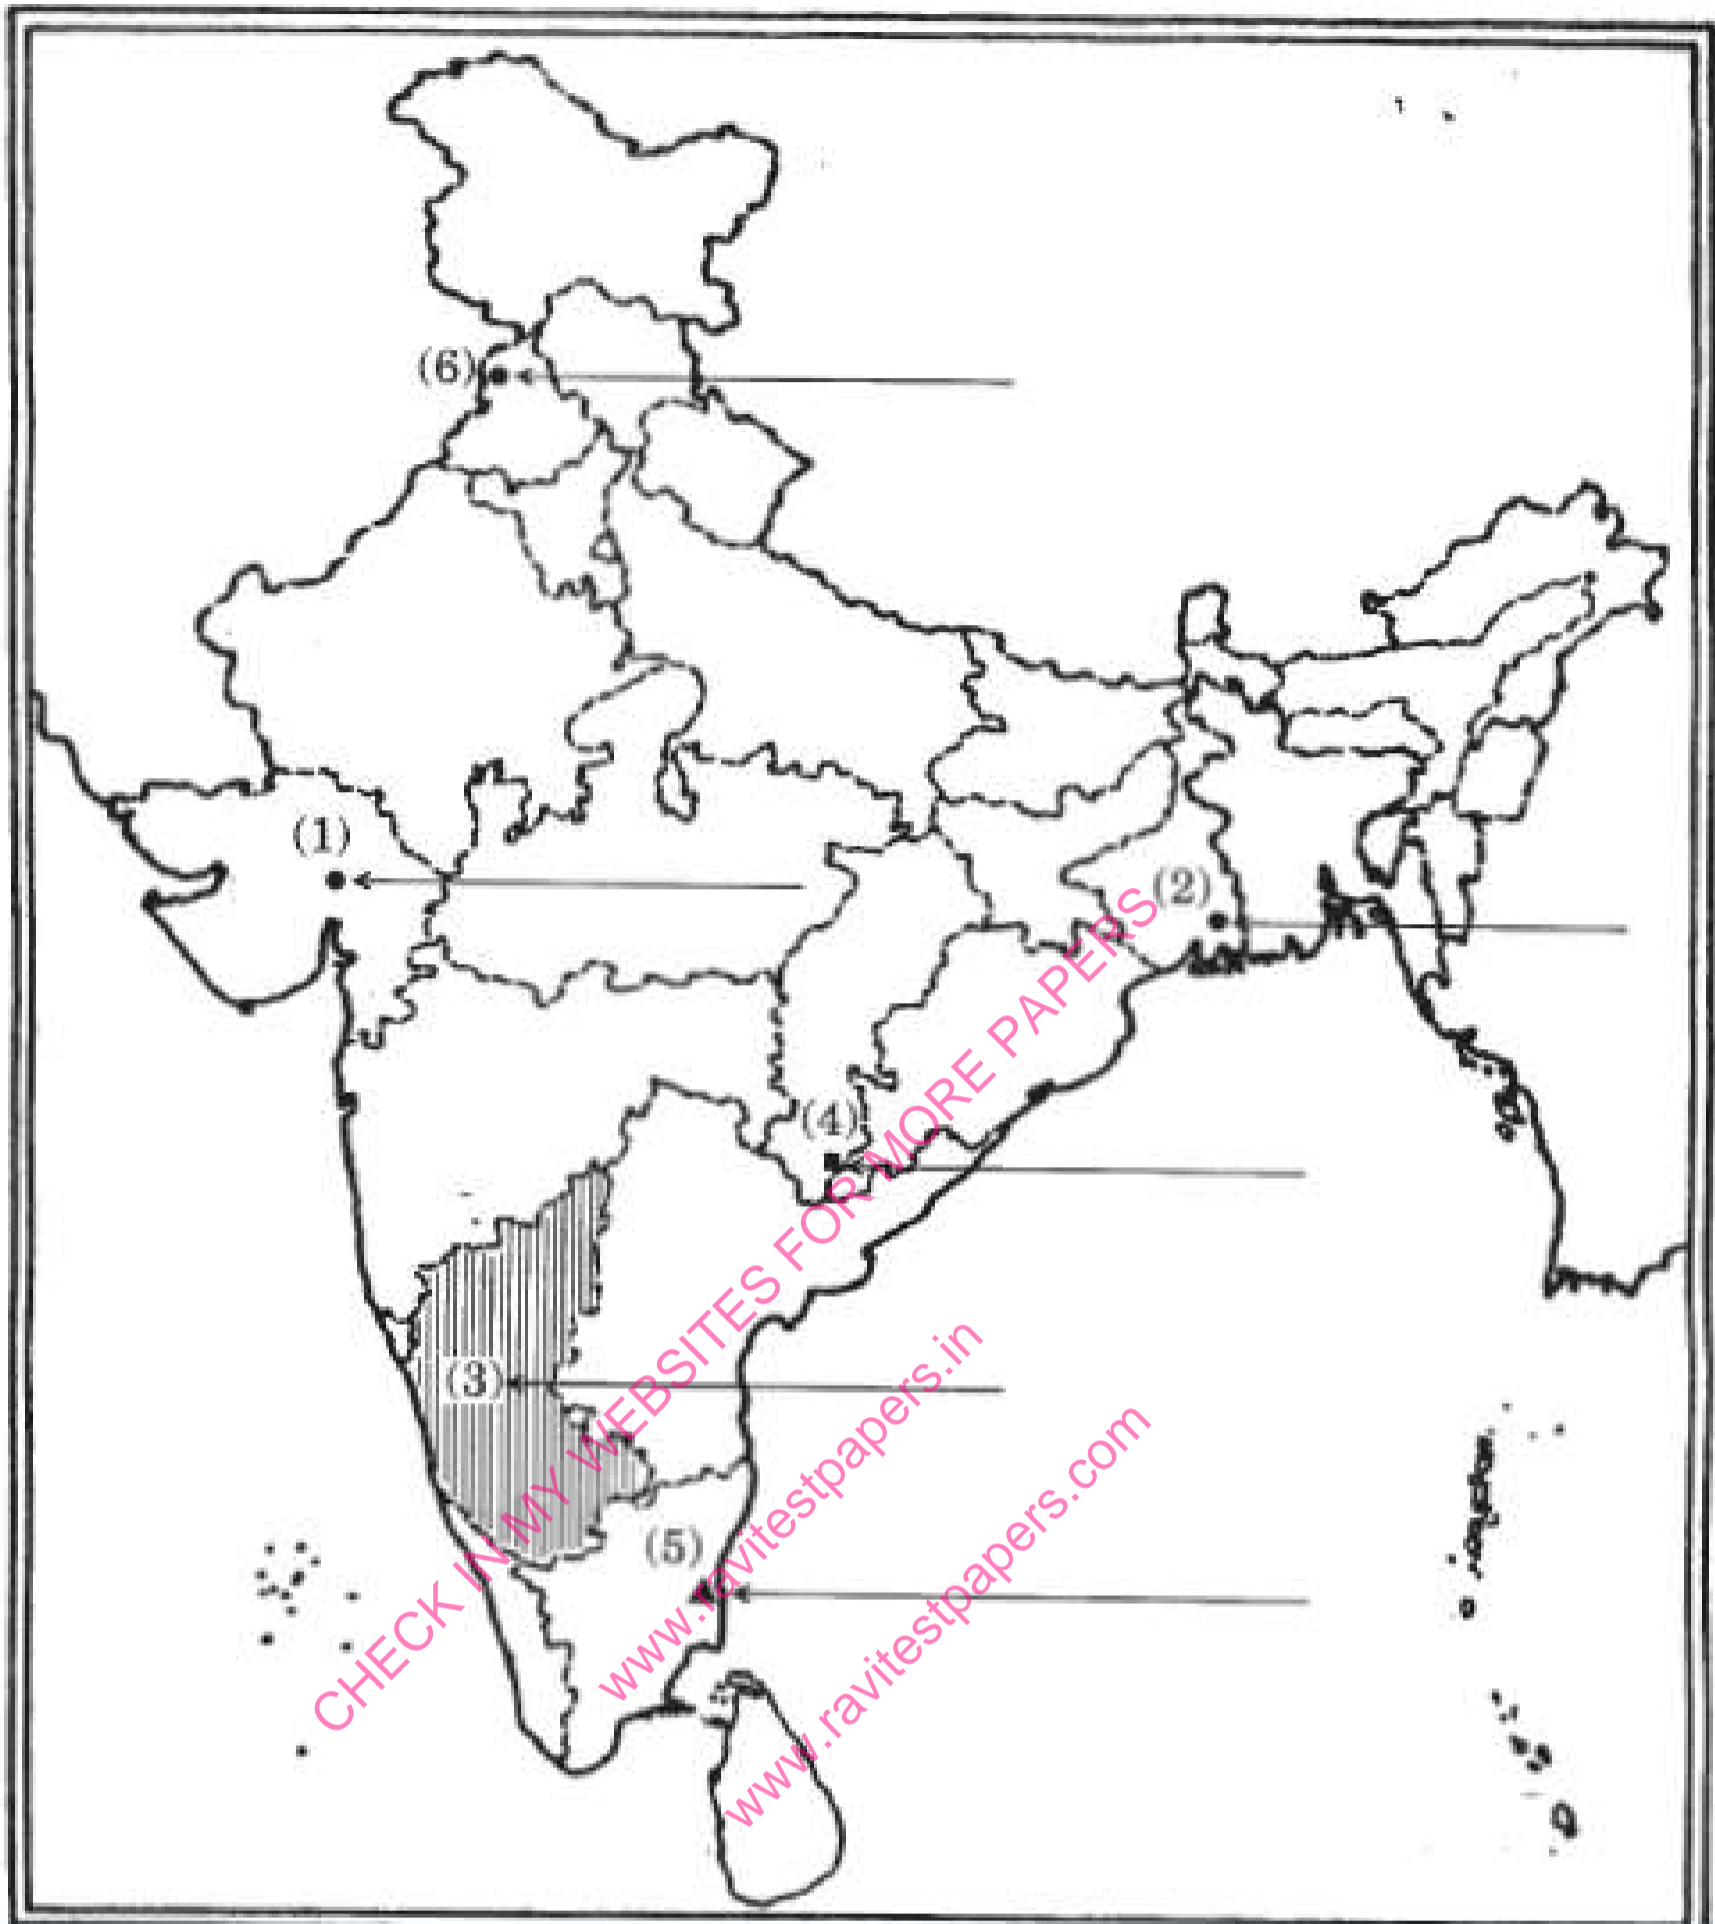 (6)
(1)
(2)
(4)
(3)
(5)
CHECK IN MY WEBSITES FOR MORE PAPERS
www.ravitestpapers.in
www.ravitestpapers.com